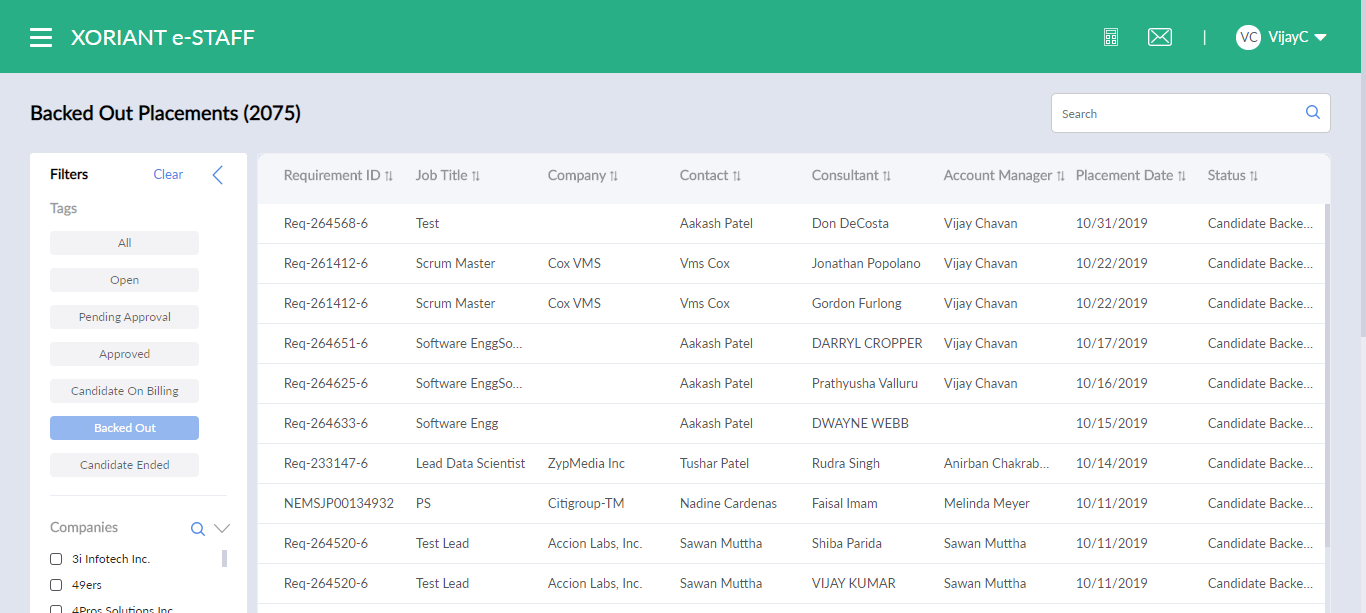 XORIANT e-STAFF
| VC VijayC
Backed Out Placements (2075)
Search
Filters Clear
Tags
All
Open
Pending Approval
Approved
Candidate On Billing
Backed Out
Candidate Ended
Companies
3i Infotech Inc.
49ers
4Pros Solutions Inc
Requirement ID Job Title Company Contact Consultant Account Manager Placement Date Status
Req-264568-6 Test Aakash Patel Don DeCosta Vijay Chavan 10/31/2019 Candidate Backe...
Req-261412-6 Scrum Master Cox VMS Vms Cox Jonathan Popolano Vijay Chavan 10/22/2019 Candidate Backe...
Req-261412-6 Scrum Master Cox VMS Vms Cox Gordon Furlong Vijay Chavan 10/22/2019 Candidate Backe...
Req-264651-6 Software EnggSo... Aakash Patel DARRYL CROPPER Vijay Chavan 10/17/2019 Candidate Backe...
Req-264625-6 Software EnggSo... Aakash Patel Prathyusha Valluru Vijay Chavan 10/16/2019 Candidate Backe...
Req-264633-6 Software Engg Aakash Patel DWAYNE WEBB 10/15/2019 Candidate Backe...
Req-233147-6 Lead Data Scientist ZypMedia Inc Tushar Patel Rudra Singh Anirban Chakrab... 10/14/2019 Candidate Backe...
NEMSJP00134932 PS Citigroup-TM Nadine Cardenas Faisal Imam Melinda Meyer 10/11/2019 Candidate Backe...
Req-264520-6 Test Lead Accion Labs, Inc. Sawan Muttha Shiba Parida Sawan Muttha 10/11/2019 Candidate Backe...
Req-264520-6 Test Lead Accion Labs, Inc. Sawan Muttha VIJAY KUMAR Sawan Muttha 10/11/2019 Candidate Backe...